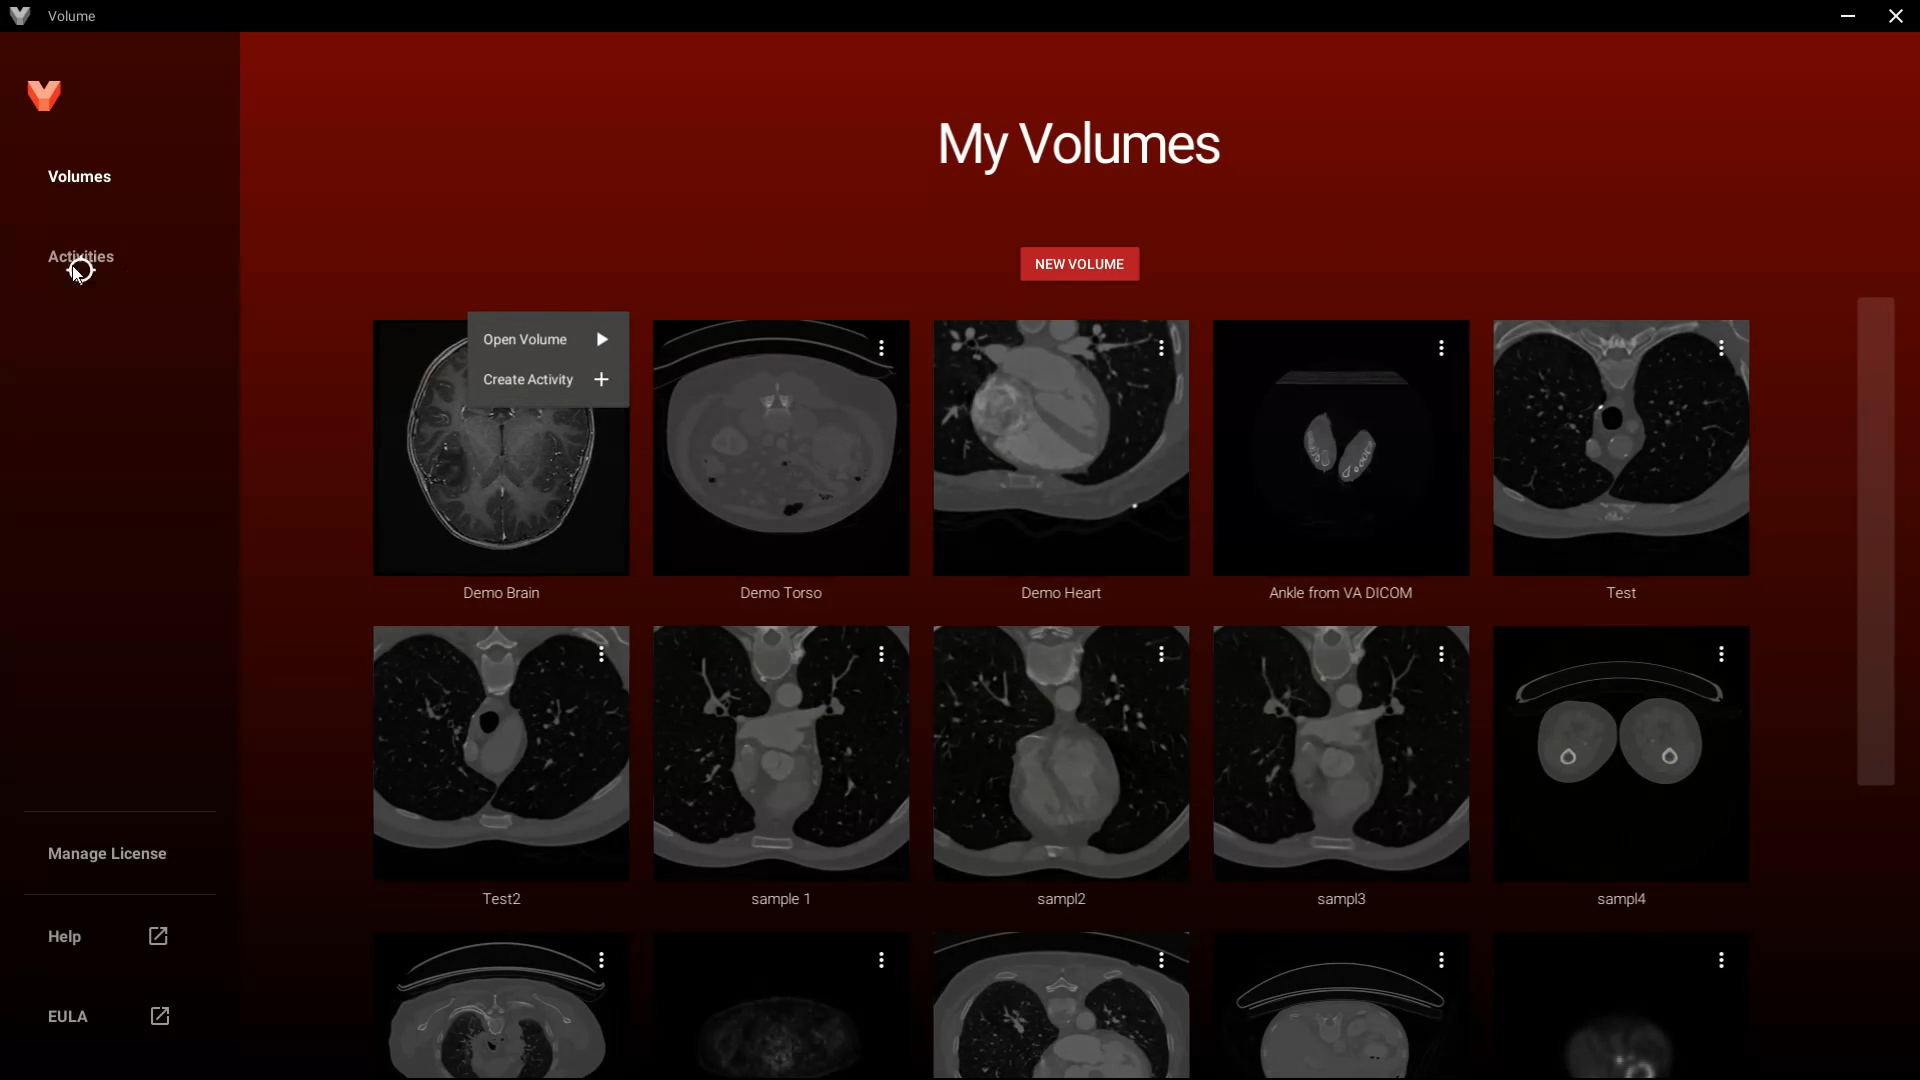 Volume
Volumes
Activities
Manage License
Help
EULA
My Volumes
NEW VOLUME
Open Volume
Create Activity
Demo Brain
Demo Torso
Demo Heart
Ankle from VA DICOM
Test
Test2
sample 1
sampl2
sampl3
sampl4